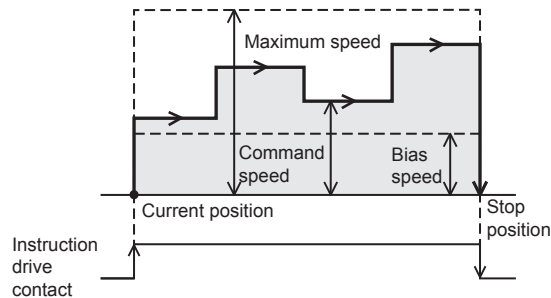 Maximum speed
Command
speed
Bias
speed
Current position
Stop
position
Instruction
drive
contact